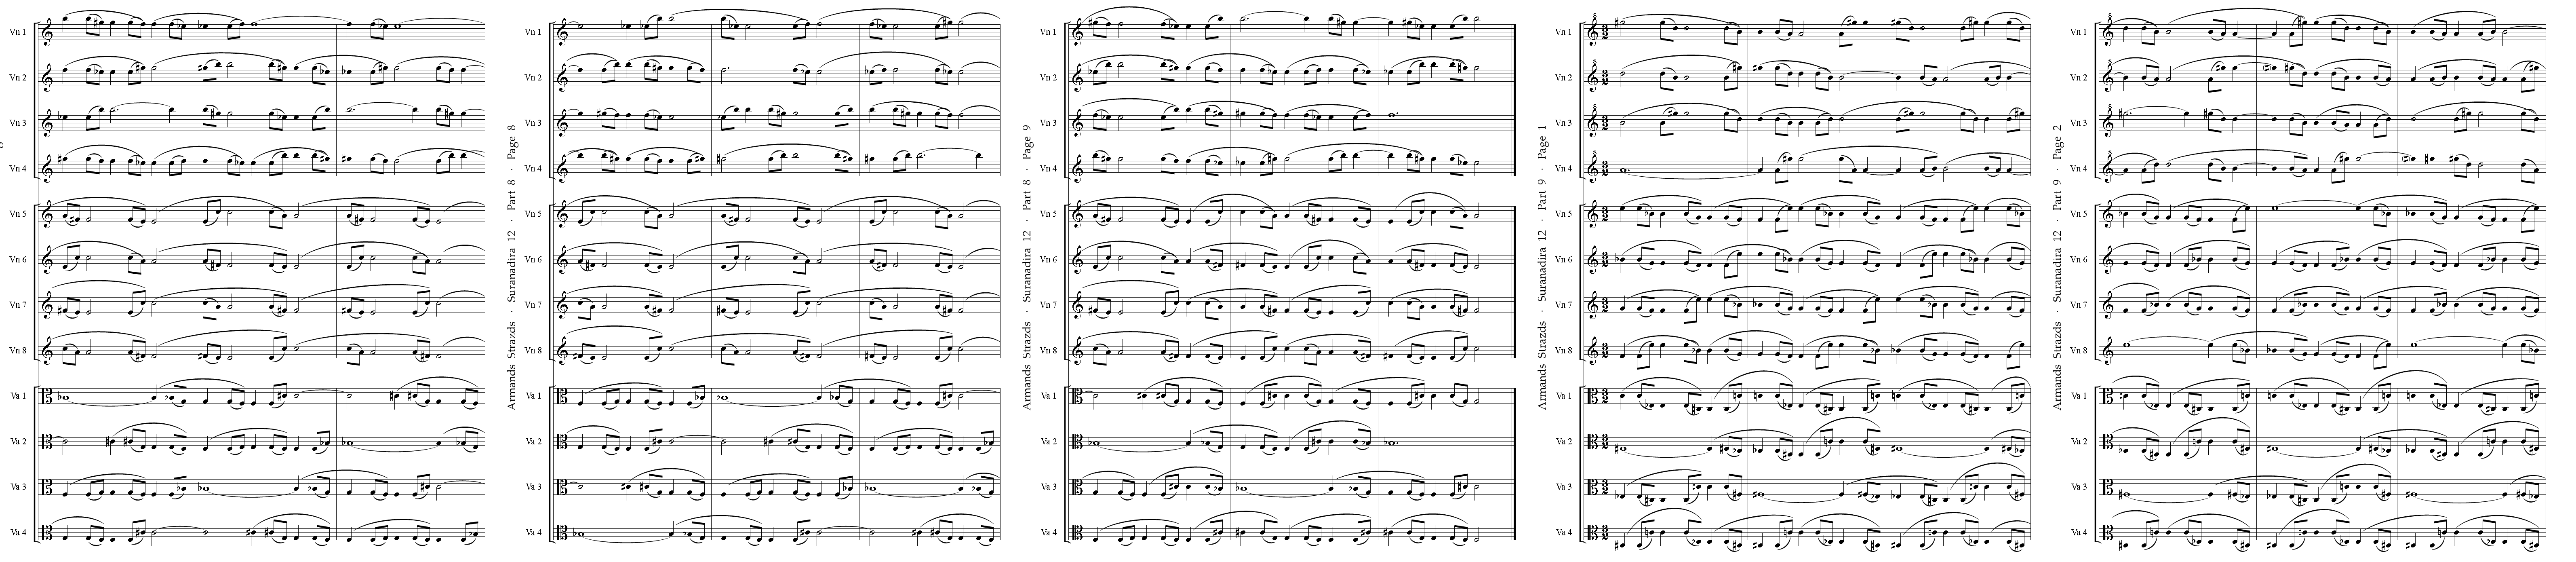 Vn 1
Vn 2
Vn 3
Vn 4
Vn 5
Vn 6
Vn 7
Vn 8
Va 1
Va 2
Va 3
Va 4
Armands Strazds · Suranadira 12 · Part 8 · Page 8
Vn 1
Vn 2
Vn 3
Vn 4
Vn 5
Vn 6
Vn 7
Vn 8
Va 1
Va 2
Va 3
Va 4
Armands Strazds · Suranadira 12 · Part 8 · Page 9
Vn 1
Vn 2
Vn 3
Vn 4
Vn 5
Vn 6
Vn 7
Vn 8
Va 1
Va 2
Va 3
Va 4
Armands Strazds · Suranadira 12 · Part 9 · Page 1
Vn 1
Vn 2
Vn 3
Vn 4
Vn 5
Vn 6
Vn 7
Vn 8
Va 1
Va 2
Va 3
Va 4
Armands Strazds · Suranadira 12 · Part 9 · Page 2
Vn 1
Vn 2
Vn 3
Vn 4
Vn 5
Vn 6
Vn 7
Vn 8
Va 1
Va 2
Va 3
Va 4